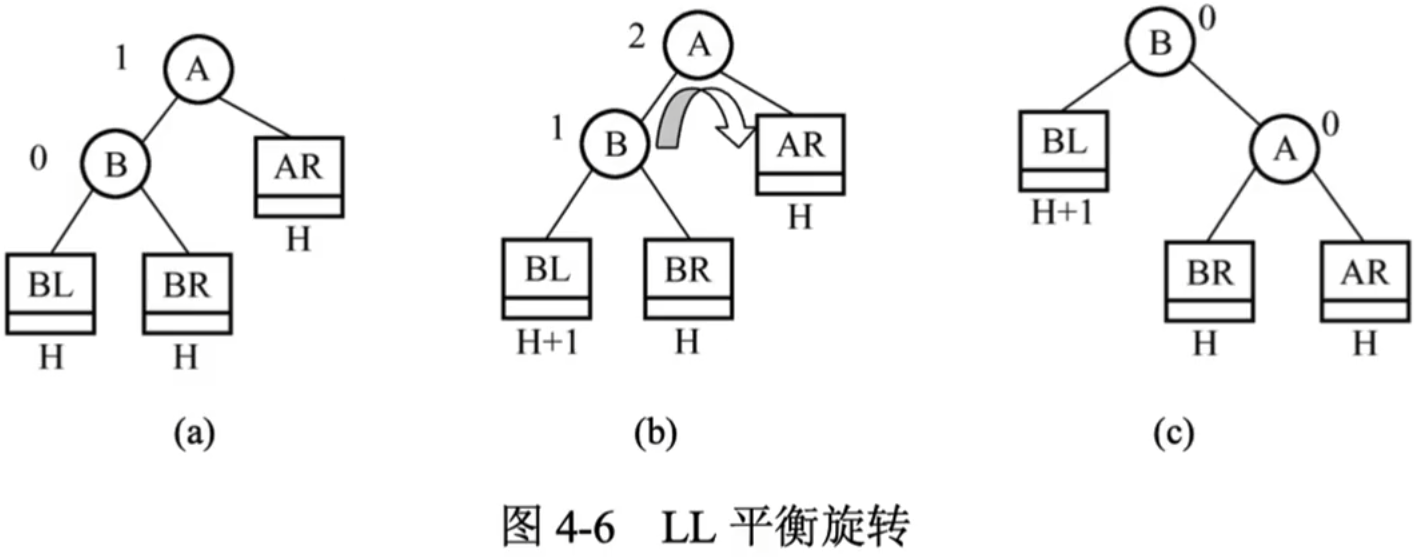 1 A
0 B AR
H
BL BR
H H
(a)
2 A
1 B AR
H
BL BR
H+1 H
(b)
B 0
BL A 0
H+1
BR AR
H H
(c)
图 4-6 LL 平衡旋转